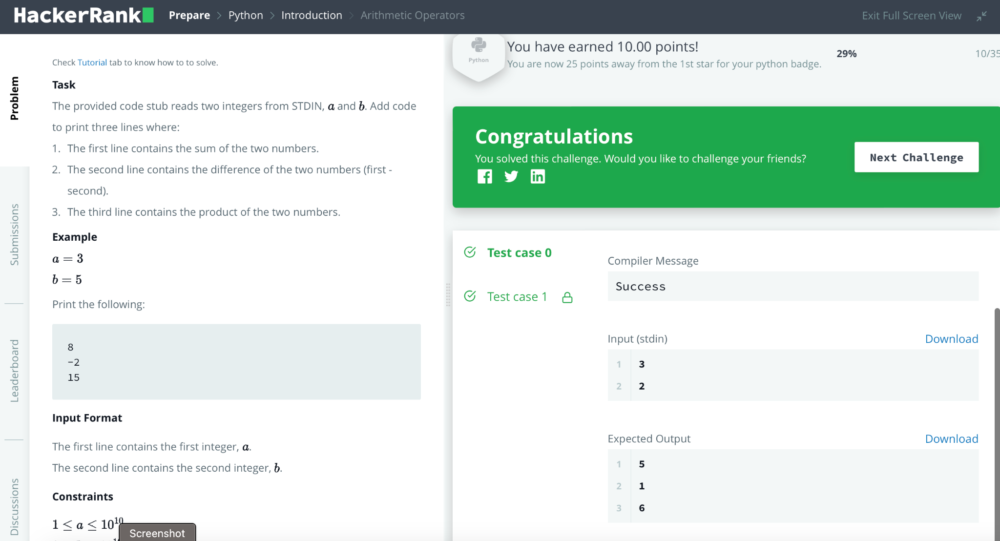 HackerRank Prepare > Python > Introduction > Arithmetic Operators Exit Full Screen View
Problem
Submissions
Leaderboard
Discussions
Check Tutorial tab to know how to to solve.
Task
The provided code stub reads two integers from STDIN, a and b. Add code
to print three lines where:
1. The first line contains the sum of the two numbers.
2. The second line contains the difference of the two numbers (first -
second).
3. The third line contains the product of the two numbers.
Example
a = 3
b = 5
Print the following:
8
-2
15
Input Format
The first line contains the first integer, a.
The second line contains the second integer, b.
Constraints
1 ≤ a ≤ 10^10
Screenshot
Python
You have earned 10.00 points!
You are now 25 points away from the 1st star for your python badge.
29%
10/35
Congratulations
You solved this challenge. Would you like to challenge your friends?
Next Challenge
Test case 0
Test case 1
Compiler Message
Success
Input (stdin) Download
1 3
2 2
Expected Output Download
1 5
2 1
3 6